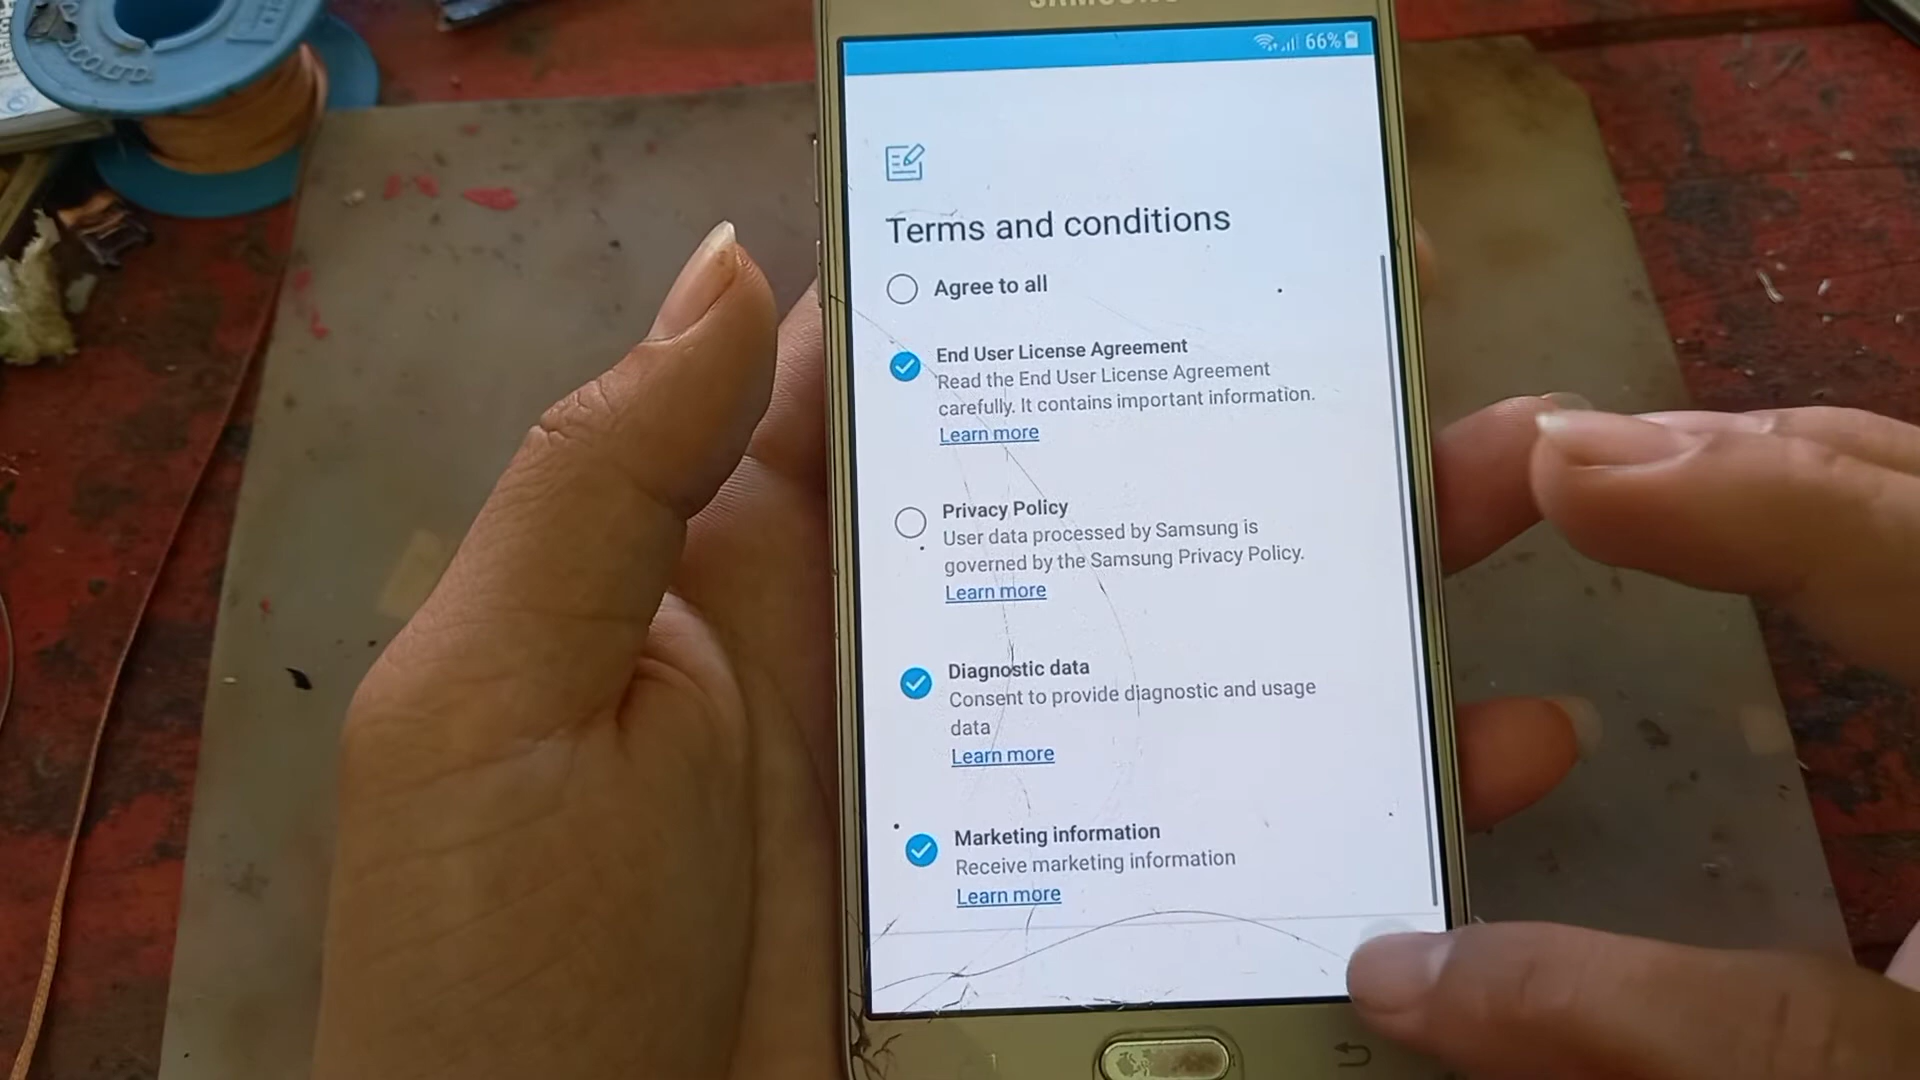 SAMSUNG
66%
Terms and conditions
Agree to all
End User License Agreement
Read the End User License Agreement
carefully. It contains important information.
Learn more
Privacy Policy
User data processed by Samsung is
governed by the Samsung Privacy Policy.
Learn more
Diagnostic data
Consent to provide diagnostic and usage
data
Learn more
Marketing information
Receive marketing information
Learn more